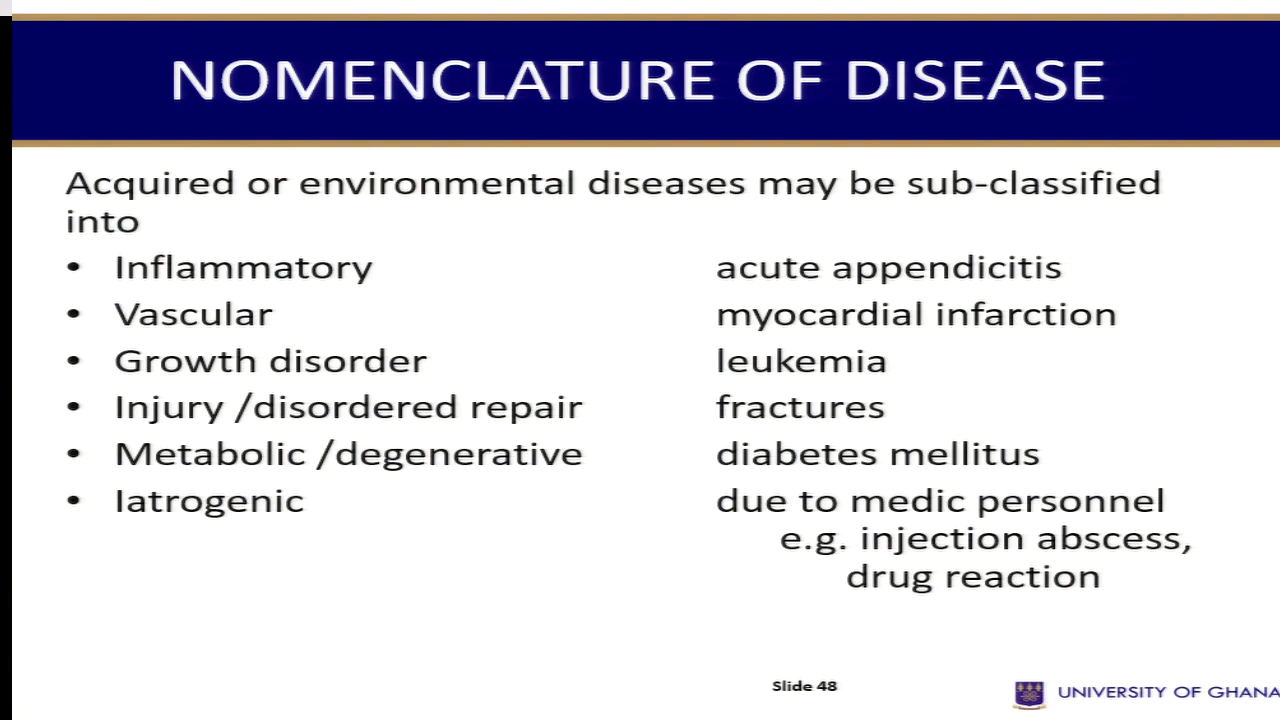 NOMENCLATURE OF DISEASE
Acquired or environmental diseases may be sub-classified
into
• Inflammatory acute appendicitis
• Vascular myocardial infarction
• Growth disorder leukemia
• Injury /disordered repair fractures
• Metabolic /degenerative diabetes mellitus
• Iatrogenic due to medic personnel
e.g. injection abscess,
drug reaction
Slide 48
UNIVERSITY OF GHANA